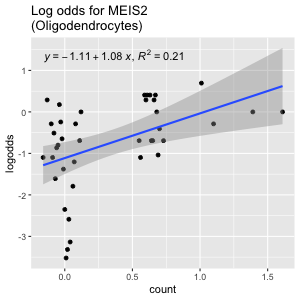 Log odds for MEIS2
(Oligodendrocytes)
y = −1.11 + 1.08 x, R² = 0.21
1
0
-1
-2
-3
logodds
0.0 0.5 1.0 1.5
count